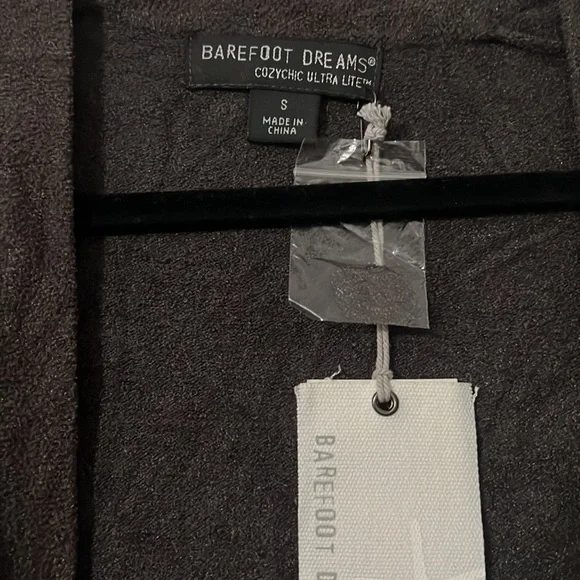 BAREFOOT DREAMS®
COZYCHIC ULTRA LITE™
S
MADE IN
CHINA
BAREFOOT D